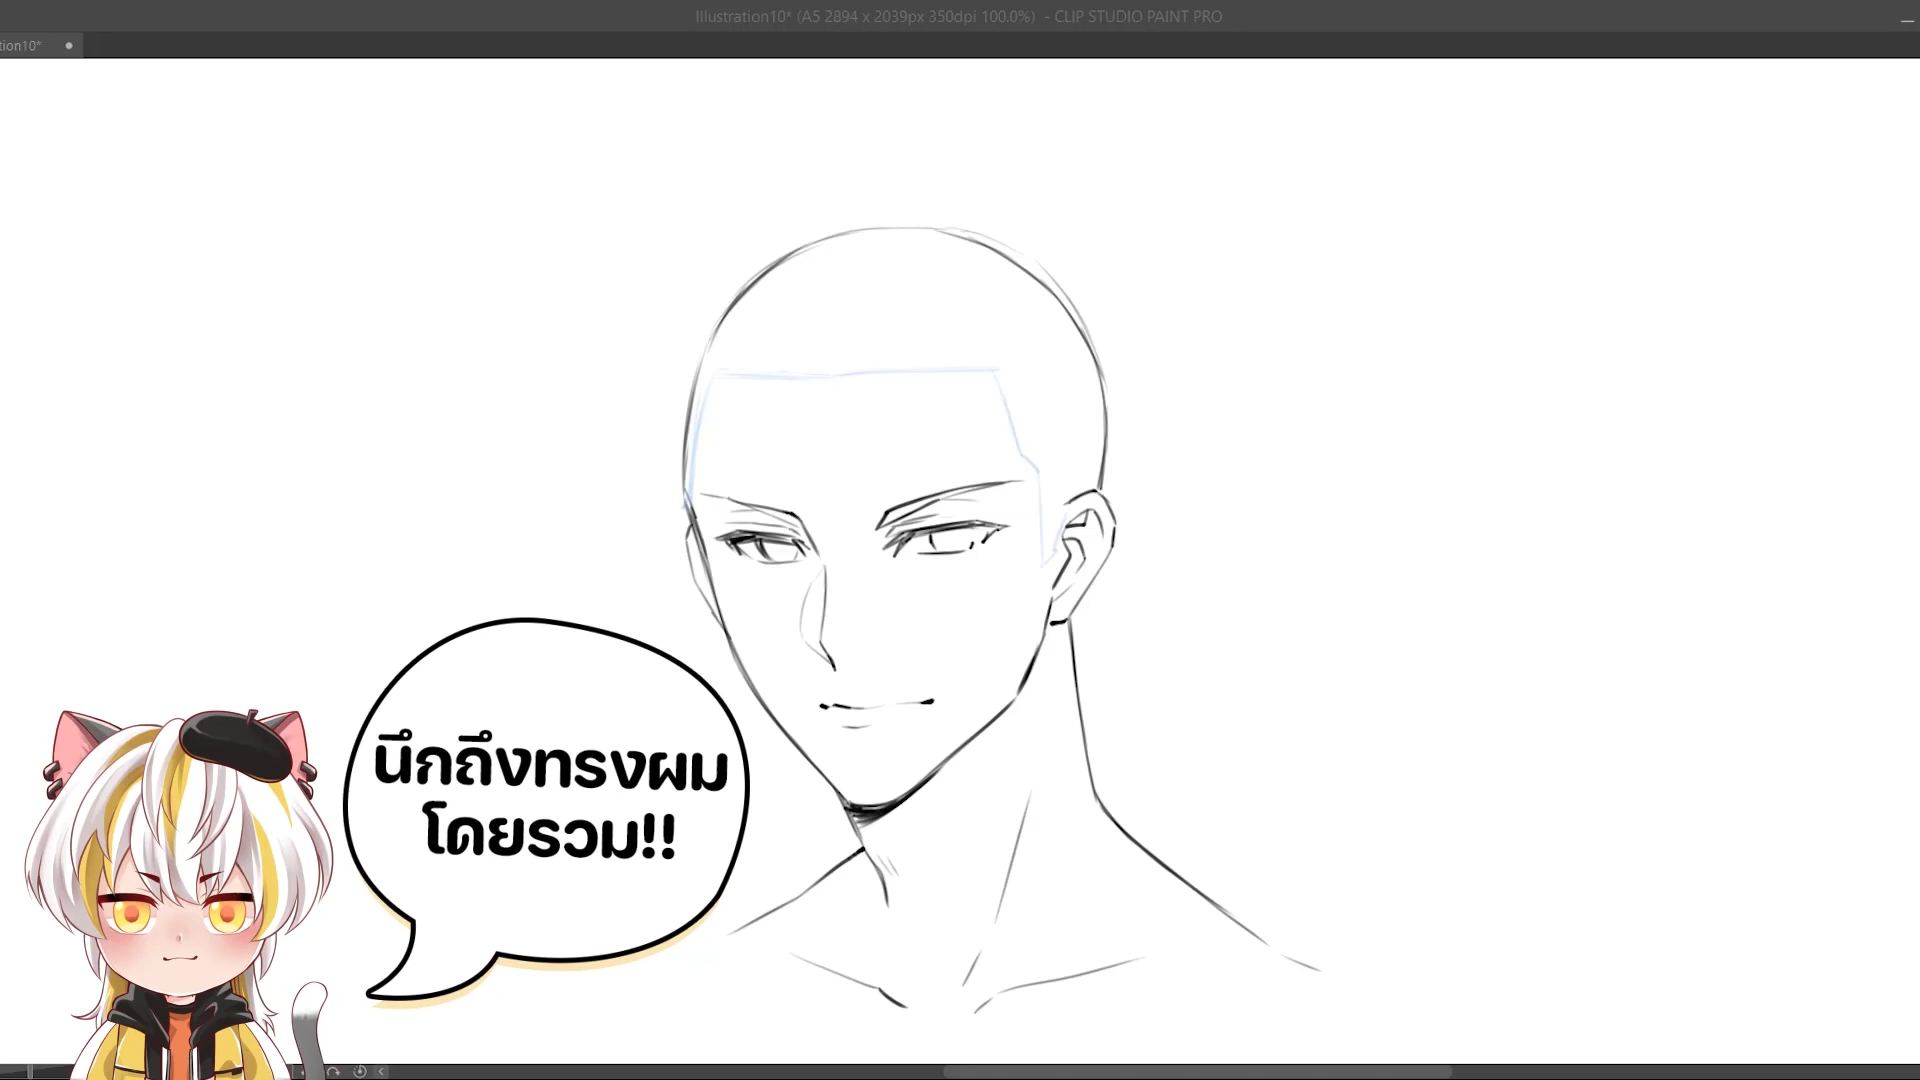 Illustration10* (A5 2894 x 2039px 350dpi 100.0%) - CLIP STUDIO PAINT PRO
tion10*
นึกถึงทรงผม
โดยรวม!!